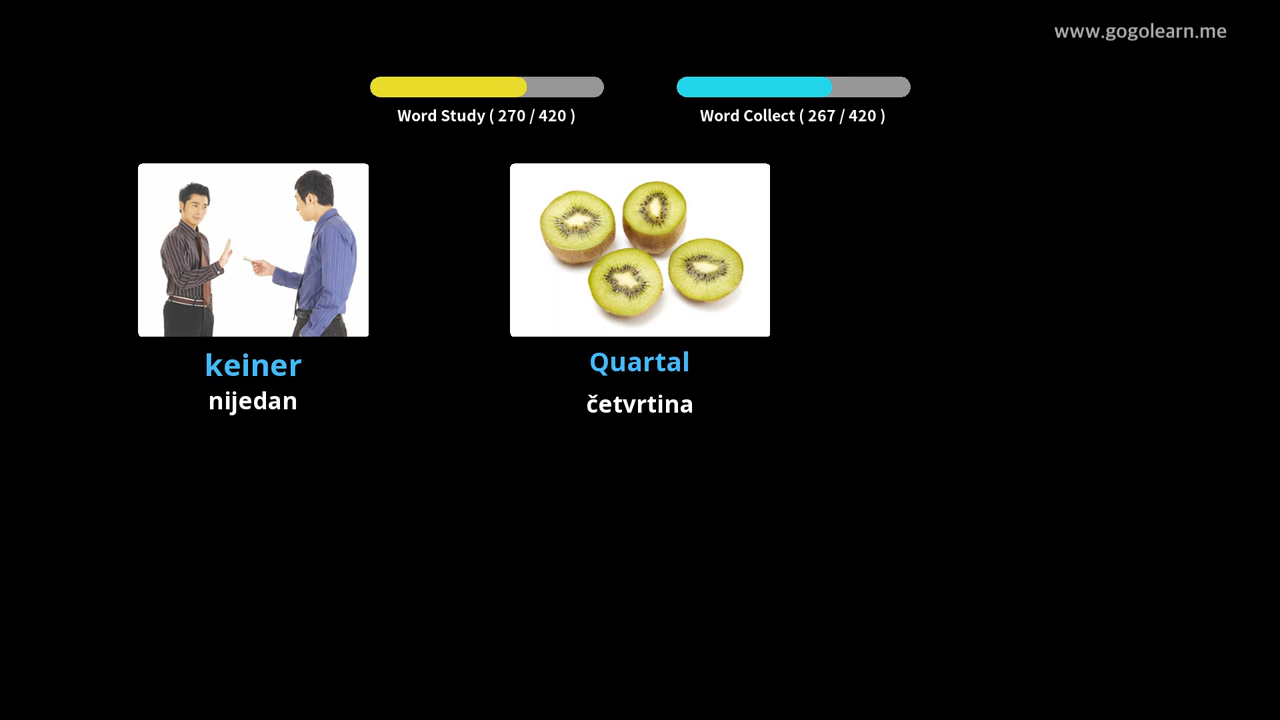 www.gogolearn.me
Word Study ( 270 / 420 )
Word Collect ( 267 / 420 )
keiner
nijedan
Quartal
četvrtina